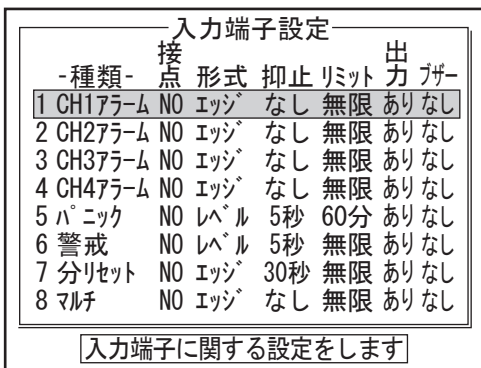 入力端子設定
-種類- 接点 形式 抑止 ﾘﾐｯﾄ 出力 ﾌﾞｻﾞｰ
1 CH1ｱﾗｰﾑ NO ｴｯｼﾞ なし 無限 あり なし
2 CH2ｱﾗｰﾑ NO ｴｯｼﾞ なし 無限 あり なし
3 CH3ｱﾗｰﾑ NO ｴｯｼﾞ なし 無限 あり なし
4 CH4ｱﾗｰﾑ NO ｴｯｼﾞ なし 無限 あり なし
5 ﾊﾟﾆｯｸ NO ﾚﾍﾞﾙ 5秒 60分 あり なし
6 警戒 NO ﾚﾍﾞﾙ 5秒 無限 あり なし
7 分ﾘｾｯﾄ NO ｴｯｼﾞ 30秒 無限 あり なし
8 ﾏﾙﾁ NO ｴｯｼﾞ なし 無限 あり なし
入力端子に関する設定をします